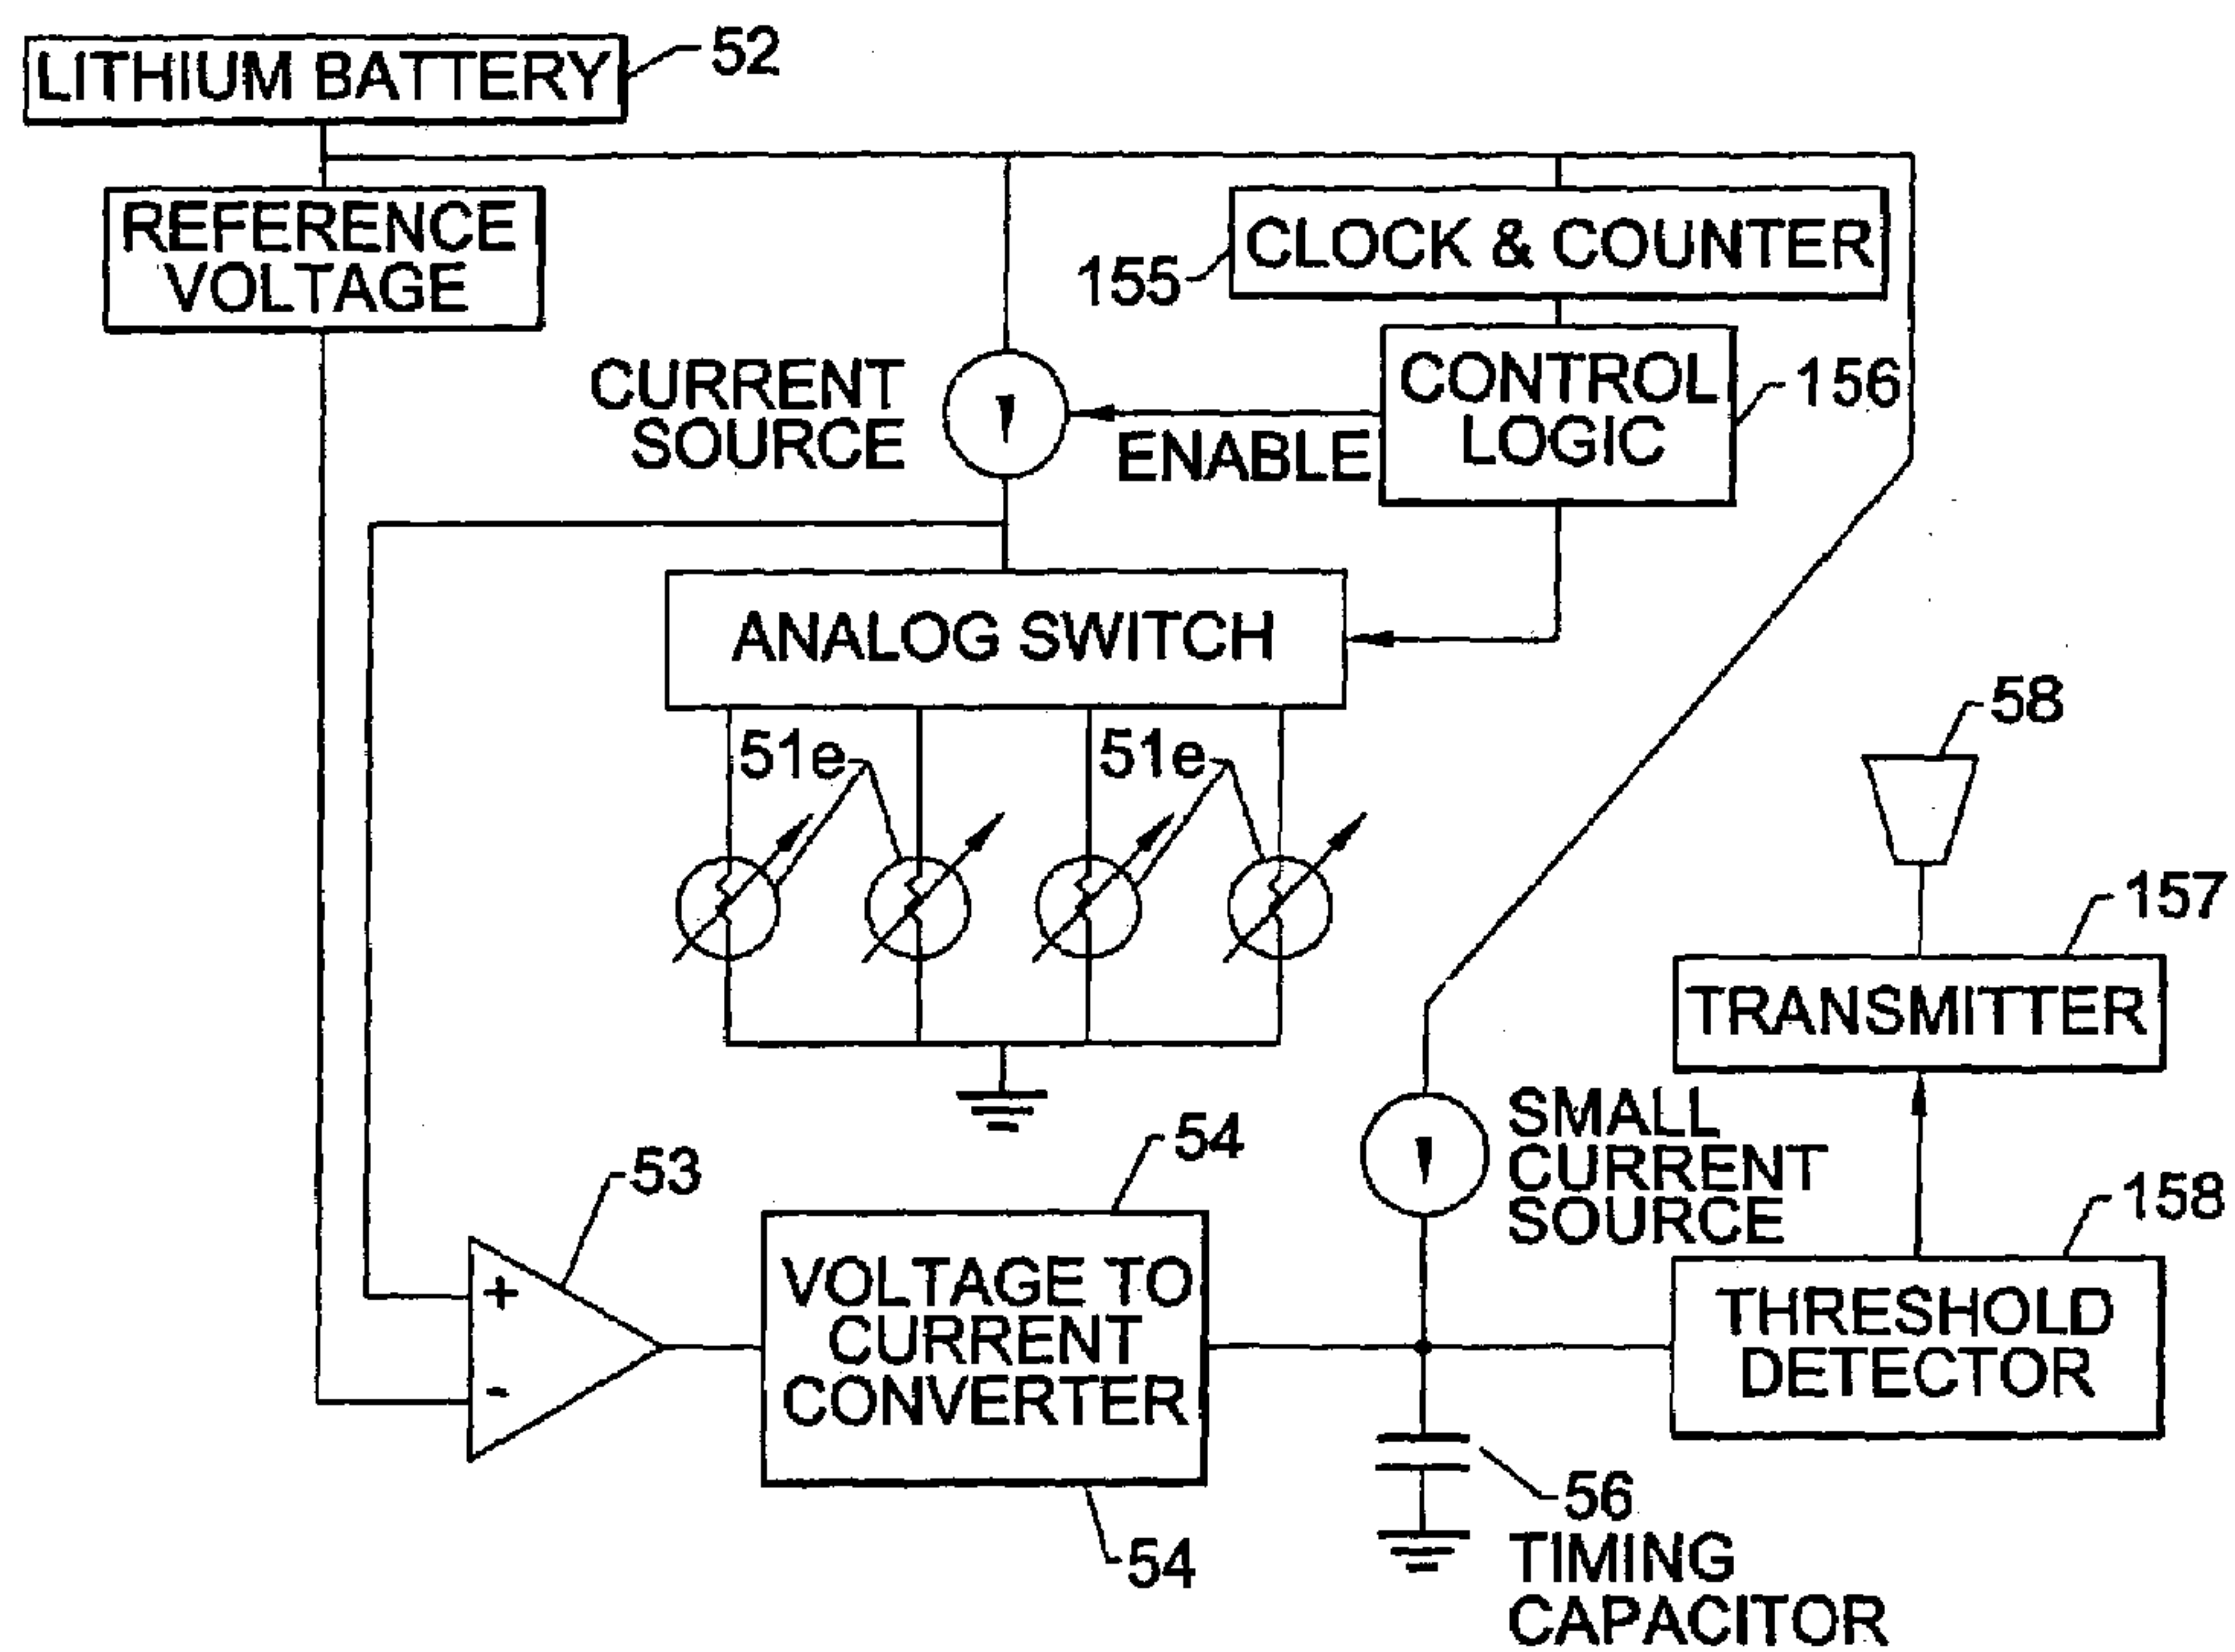 LITHIUM BATTERY
52
REFERENCE
VOLTAGE
CLOCK & COUNTER
155
CURRENT
SOURCE
ENABLE
CONTROL
LOGIC
156
ANALOG SWITCH
51e
51e
58
157
TRANSMITTER
SMALL
CURRENT
SOURCE
53
54
158
+
-
VOLTAGE TO
CURRENT
CONVERTER
THRESHOLD
DETECTOR
54
56
TIMING
CAPACITOR